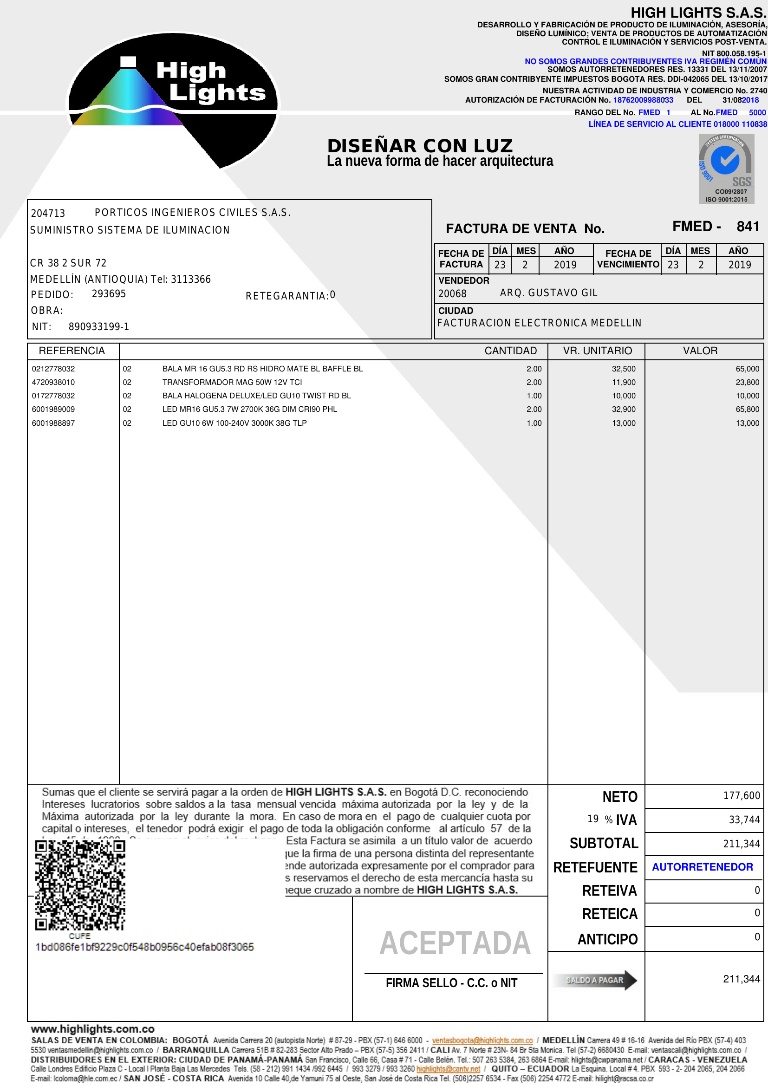 High
Lights
HIGH LIGHTS S.A.S.
DESARROLLO Y FABRICACIÓN DE PRODUCTO DE ILUMINACIÓN, ASESORÍA,
DISEÑO LUMÍNICO; VENTA DE PRODUCTOS DE AUTOMATIZACIÓN
CONTROL E ILUMINACIÓN Y SERVICIOS POST-VENTA.
NIT 800.058.195-1
NO SOMOS GRANDES CONTRIBUYENTES IVA REGIMÉN COMÚN
SOMOS AUTORRETENEDORES RES. 13331 DEL 13/11/2007
SOMOS GRAN CONTRIBYENTE IMPUESTOS BOGOTA RES. DDI-042065 DEL 13/10/2017
NUESTRA ACTIVIDAD DE INDUSTRIA Y COMERCIO No. 2740
AUTORIZACIÓN DE FACTURACIÓN No. 18762009988033 DEL 31/082018
RANGO DEL No. FMED 1 AL No.FMED 5000
LÍNEA DE SERVICIO AL CLIENTE 018000 110838
DISEÑAR CON LUZ
La nueva forma de hacer arquitectura
ISO 9001
SGS
CO09/2807
ISO 9001:2015
204713 PORTICOS INGENIEROS CIVILES S.A.S.
SUMINISTRO SISTEMA DE ILUMINACION
CR 38 2 SUR 72
MEDELLÍN (ANTIOQUIA) Tel: 3113366
PEDIDO: 293695 RETEGARANTIA:0
OBRA:
NIT: 890933199-1
FACTURA DE VENTA No. FMED - 841
FECHA DE FACTURA DÍA MES AÑO FECHA DE VENCIMIENTO DÍA MES AÑO
23 2 2019 23 2 2019
VENDEDOR
20068 ARQ. GUSTAVO GIL
CIUDAD
FACTURACION ELECTRONICA MEDELLIN
REFERENCIA CANTIDAD VR. UNITARIO VALOR
0212778032 02 BALA MR 16 GU5.3 RD RS HIDRO MATE BL BAFFLE BL 2.00 32,500 65,000
4720938010 02 TRANSFORMADOR MAG 50W 12V TCI 2.00 11,900 23,800
0172778032 02 BALA HALOGENA DELUXE/LED GU10 TWIST RD BL 1.00 10,000 10,000
6001989009 02 LED MR16 GU5.3 7W 2700K 36G DIM CRI90 PHL 2.00 32,900 65,800
6001988897 02 LED GU10 6W 100-240V 3000K 38G TLP 1.00 13,000 13,000
Sumas que el cliente se servirá pagar a la orden de HIGH LIGHTS S.A.S. en Bogotá D.C. reconociendo
Intereses lucratorios sobre saldos a la tasa mensual vencida máxima autorizada por la ley y de la
Máxima autorizada por la ley durante la mora. En caso de mora en el pago de cualquier cuota por
capital o intereses, el tenedor podrá exigir el pago de toda la obligación conforme al artículo 57 de la
Esta Factura se asimila a un título valor de acuerdo
que la firma de una persona distinta del representante
ende autorizada expresamente por el comprador para
s reservamos el derecho de esta mercancía hasta su
heque cruzado a nombre de HIGH LIGHTS S.A.S.
CUFE
1bd086fe1bf9229c0f548b0956c40efab08f3065
ACEPTADA
FIRMA SELLO - C.C. o NIT
NETO 177,600
19 % IVA 33,744
SUBTOTAL 211,344
RETEFUENTE AUTORRETENEDOR
RETEIVA 0
RETEICA 0
ANTICIPO 0
SALDO A PAGAR 211,344
www.highlights.com.co
SALAS DE VENTA EN COLOMBIA: BOGOTÁ Avenida Carrera 20 (autopista Norte) # 87-29 - PBX (57-1) 646 6000 - ventasbogota@highlights.com.co / MEDELLÍN Carrera 49 # 16-16 Avenida del Río PBX (57-4) 403
5530 ventasmedellin@highlights.com.co / BARRANQUILLA Carrera 51B # 82-283 Sector Alto Prado – PBX (57-5) 356 2411 / CALI Av. 7 Norte # 23N- 84 Br Sta Monica. Tel (57-2) 6680430 E-mail: ventascali@highlights.com.co /
DISTRIBUIDORES EN EL EXTERIOR: CIUDAD DE PANAMÁ-PANAMÁ San Francisco, Calle 66, Casa # 71 - Calle Belén. Tel.: 507 263 5384, 263 6864 E-mail: hlights@cwpanama.net / CARACAS - VENEZUELA
Calle Londres Edificio Plaza C - Local I Planta Baja Las Mercedes Tels. (58 - 212) 991 1434 /992 6445 / 993 3279 / 993 3260 highlights@cantv.net / QUITO – ECUADOR La Esquina. Local # 4. PBX 593 - 2- 204 2065, 204 2066
E-mail: lcoloma@hle.com.ec / SAN JOSÉ - COSTA RICA Avenida 10 Calle 40,de Yamuni 75 al Oeste, San José de Costa Rica Tel. (506)2257 6534 - Fax (506) 2254 4772 E-mail: hilight@racsa.co.cr